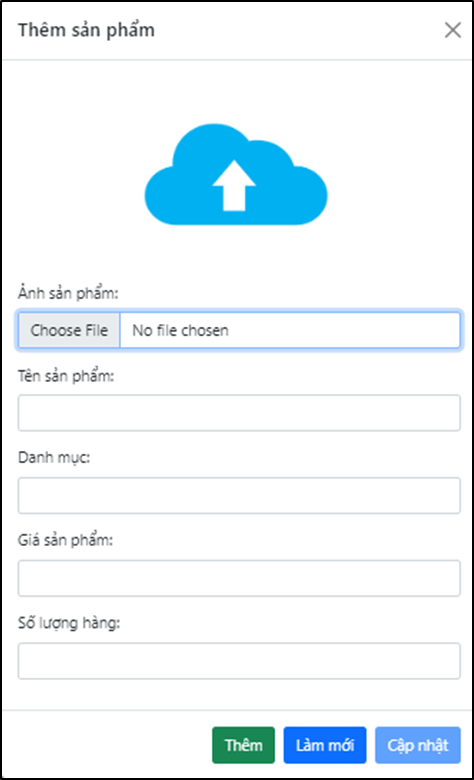 Thêm sản phẩm
Ảnh sản phẩm:
Choose File No file chosen
Tên sản phẩm:
Danh mục:
Giá sản phẩm:
Số lượng hàng:
Thêm Làm mới Cập nhật